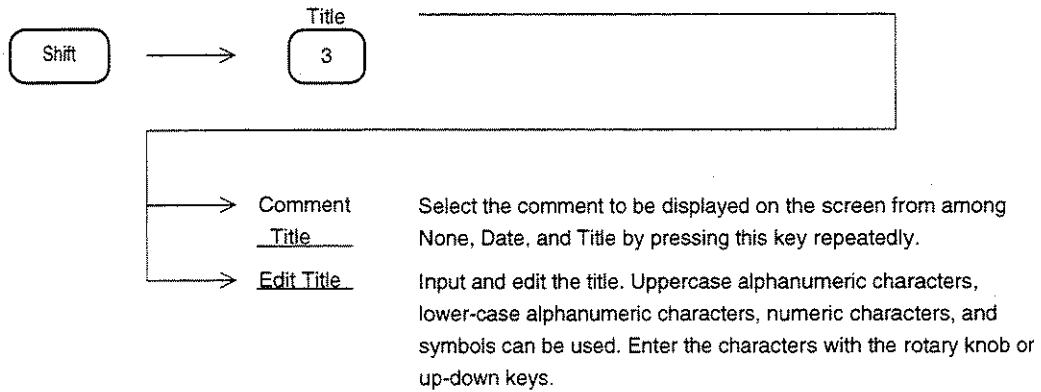 Title
Shift
3
Comment
Title
Select the comment to be displayed on the screen from among
None, Date, and Title by pressing this key repeatedly.
Edit Title
Input and edit the title. Uppercase alphanumeric characters,
lower-case alphanumeric characters, numeric characters, and
symbols can be used. Enter the characters with the rotary knob or
up-down keys.